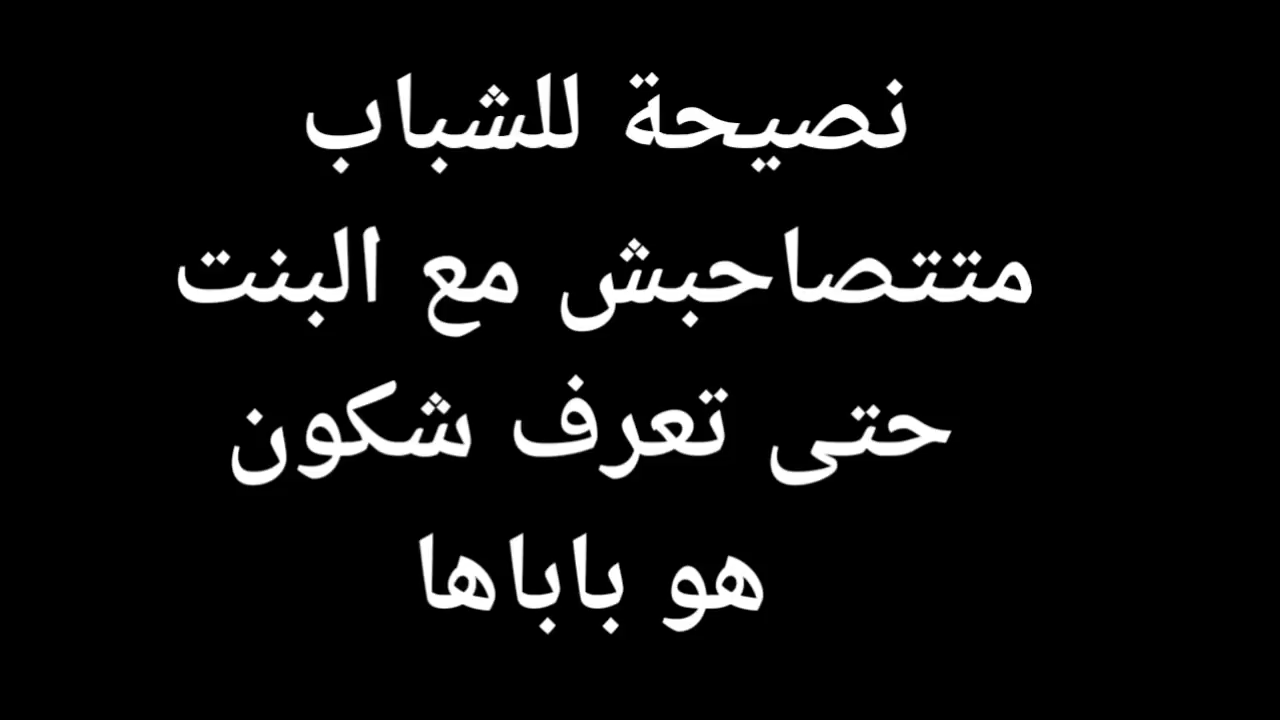 نصيحة للشباب
متتصاحبش مع البنت
حتى تعرف شكون
هو باباها